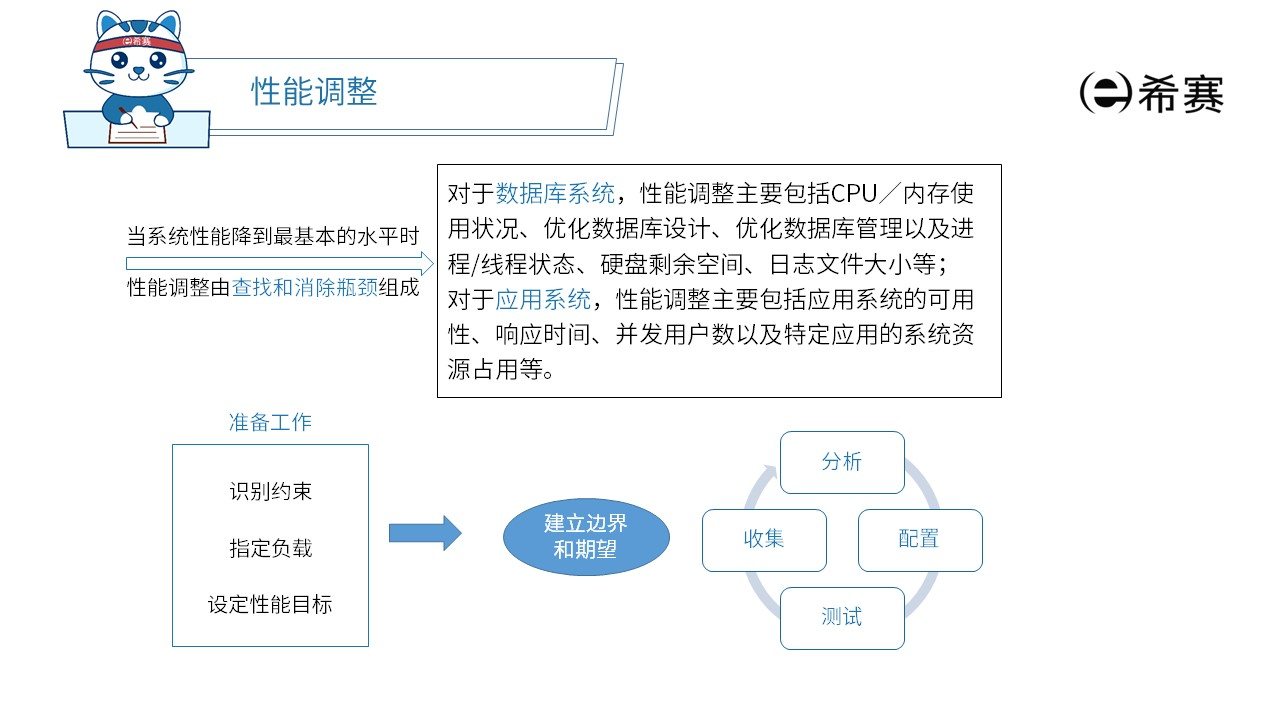 希赛
性能调整
希赛
当系统性能降到最基本的水平时
性能调整由查找和消除瓶颈组成
对于数据库系统，性能调整主要包括CPU／内存使
用状况、优化数据库设计、优化数据库管理以及进
程/线程状态、硬盘剩余空间、日志文件大小等；
对于应用系统，性能调整主要包括应用系统的可用
性、响应时间、并发用户数以及特定应用的系统资
源占用等。
准备工作
识别约束
指定负载
设定性能目标
建立边界
和期望
分析
收集
配置
测试